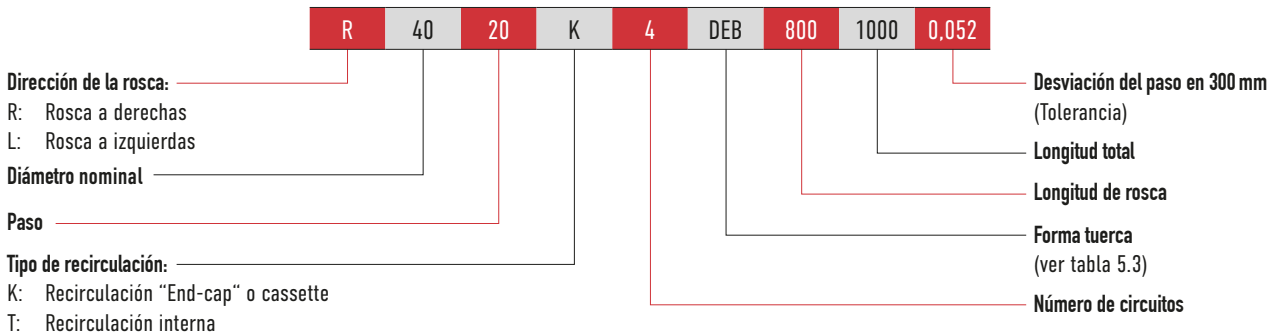 R 40 20 K 4 DEB 800 1000 0,052
Dirección de la rosca:
R: Rosca a derechas
L: Rosca a izquierdas
Diámetro nominal
Paso
Tipo de recirculación:
K: Recirculación “End-cap“ o cassette
T: Recirculación interna
Desviación del paso en 300 mm
(Tolerancia)
Longitud total
Longitud de rosca
Forma tuerca
(ver tabla 5.3)
Número de circuitos